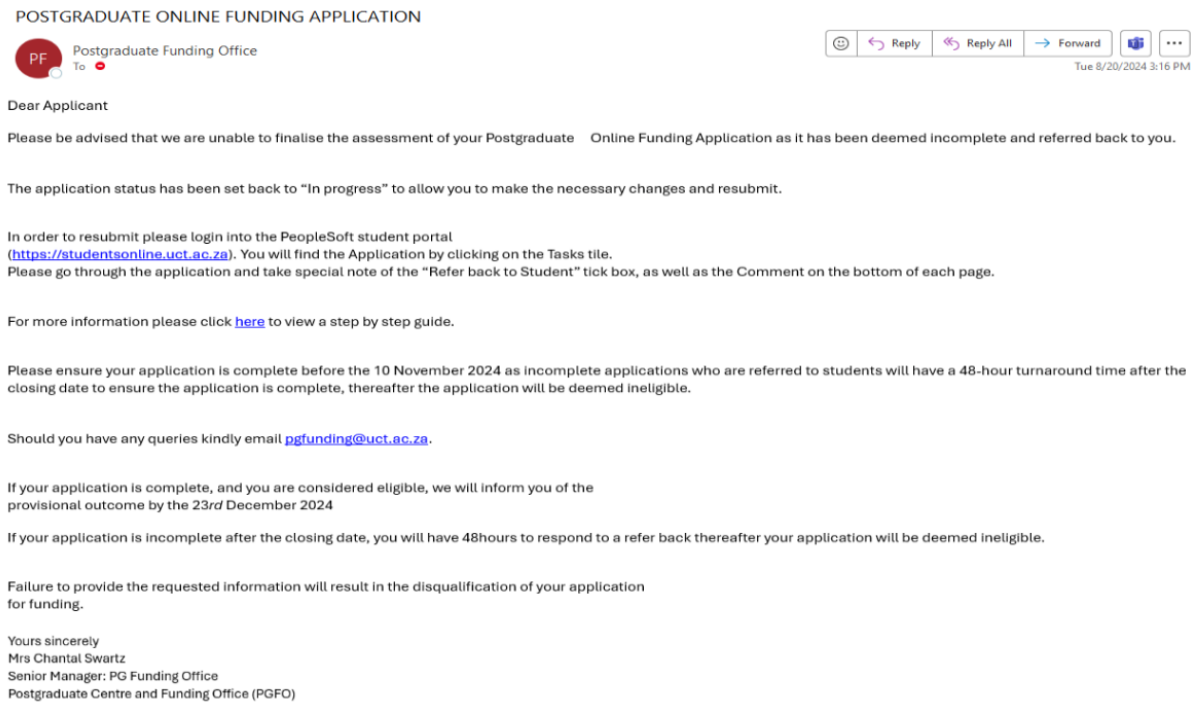 POSTGRADUATE ONLINE FUNDING APPLICATION
PF
Postgraduate Funding Office
To
Reply
Reply All
Forward
Tue 8/20/2024 3:16 PM
Dear Applicant
Please be advised that we are unable to finalise the assessment of your Postgraduate Online Funding Application as it has been deemed incomplete and referred back to you.
The application status has been set back to “In progress” to allow you to make the necessary changes and resubmit.
In order to resubmit please login into the PeopleSoft student portal
(https://studentsonline.uct.ac.za). You will find the Application by clicking on the Tasks tile.
Please go through the application and take special note of the “Refer back to Student” tick box, as well as the Comment on the bottom of each page.
For more information please click here to view a step by step guide.
Please ensure your application is complete before the 10 November 2024 as incomplete applications who are referred to students will have a 48-hour turnaround time after the
closing date to ensure the application is complete, thereafter the application will be deemed ineligible.
Should you have any queries kindly email pgfunding@uct.ac.za.
If your application is complete, and you are considered eligible, we will inform you of the
provisional outcome by the 23rd December 2024
If your application is incomplete after the closing date, you will have 48hours to respond to a refer back thereafter your application will be deemed ineligible.
Failure to provide the requested information will result in the disqualification of your application
for funding.
Yours sincerely
Mrs Chantal Swartz
Senior Manager: PG Funding Office
Postgraduate Centre and Funding Office (PGFO)